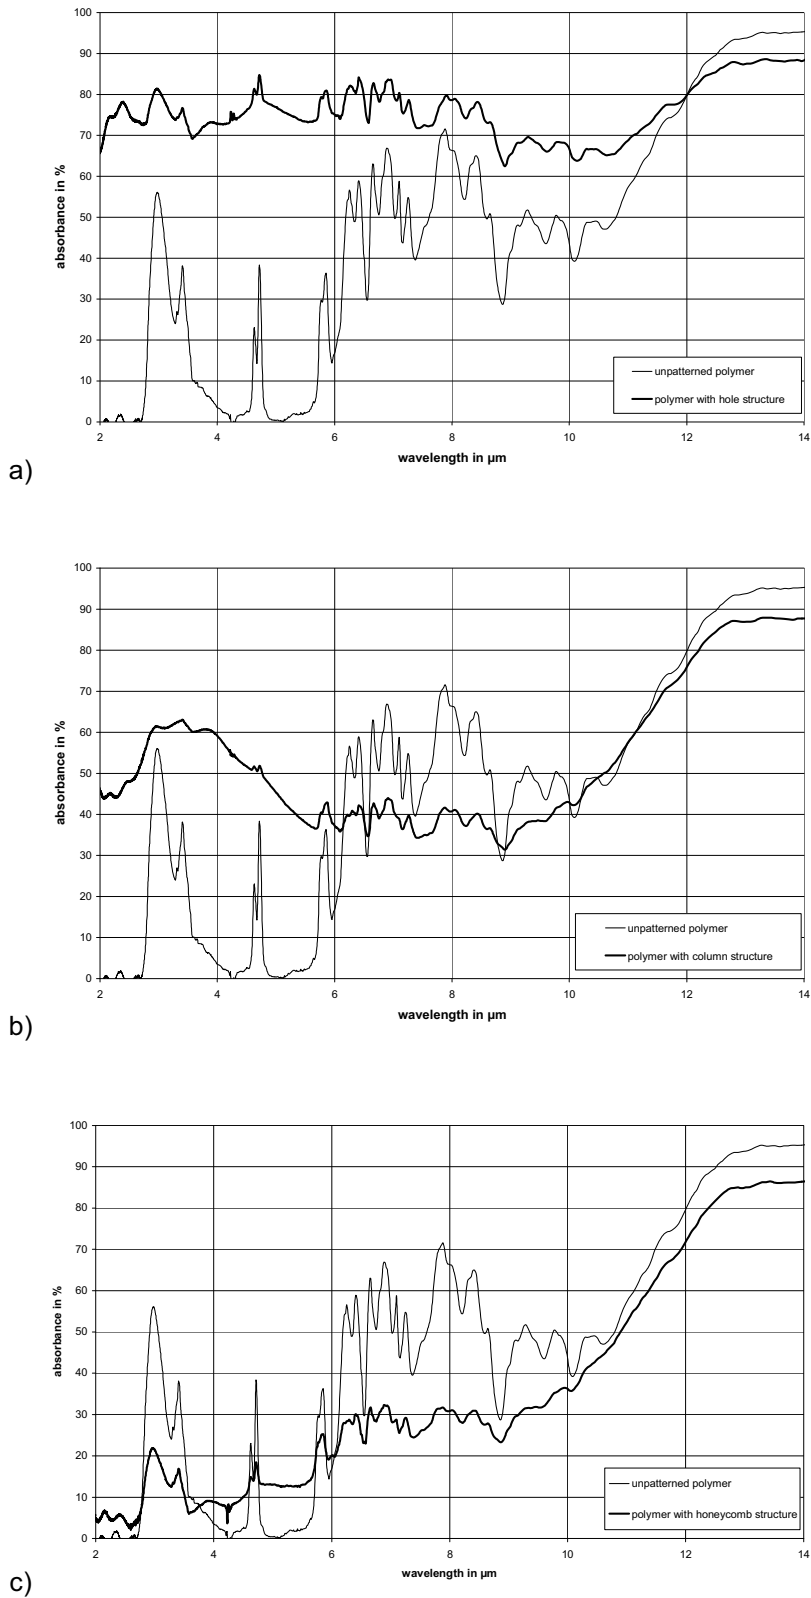 100
90
80
70
60
50
40
30
20
10
0
absorbance in %
unpatterned polymer
polymer with hole structure
2 4 6 8 10 12 14
wavelength in µm
a)
100
90
80
70
60
50
40
30
20
10
0
absorbance in %
unpatterned polymer
polymer with column structure
2 4 6 8 10 12 14
wavelength in µm
b)
100
90
80
70
60
50
40
30
20
10
0
absorbance in %
unpatterned polymer
polymer with honeycomb structure
2 4 6 8 10 12 14
wavelength in µm
c)